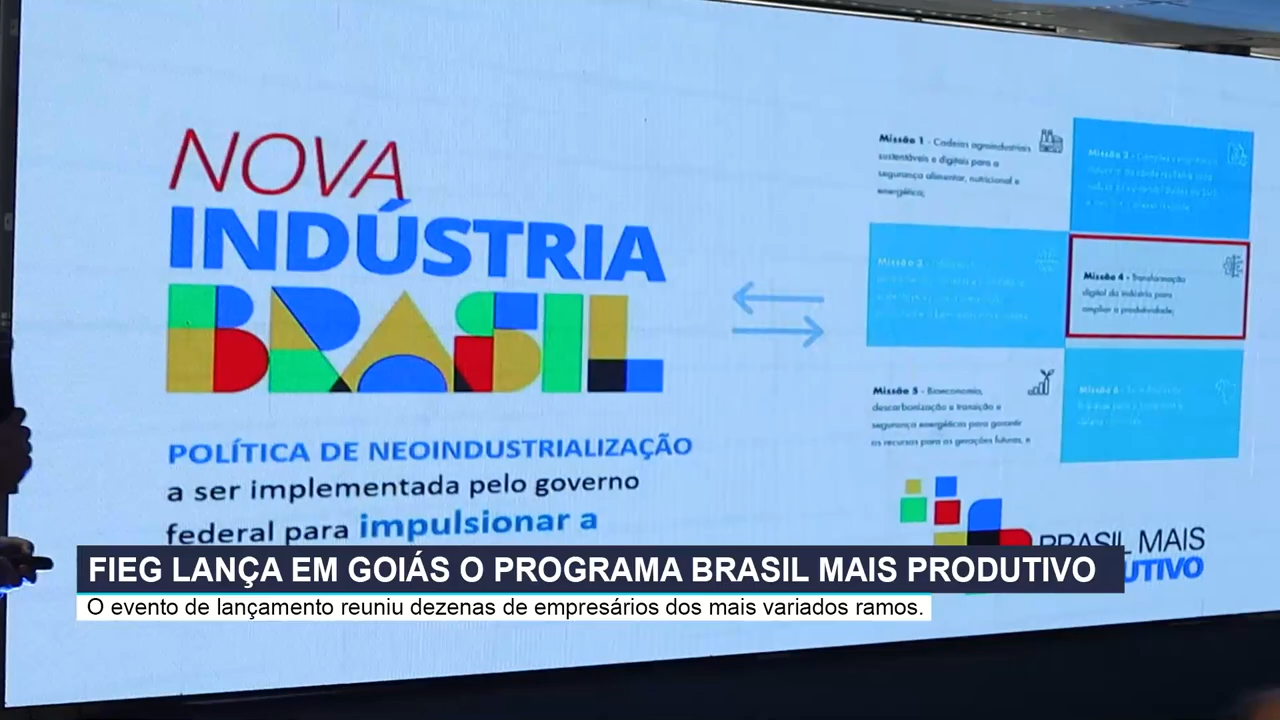 NOVA
INDÚSTRIA
BRASIL
POLÍTICA DE NEOINDUSTRIALIZAÇÃO
a ser implementada pelo governo
federal para impulsionar a
Missão 1 - Cadeias agroindustriais
sustentáveis e digitais para a
segurança alimentar, nutricional e
energética;
Missão 4 - Transformação
digital da indústria para
ampliar a produtividade;
Missão 5 - Bioeconomia,
descarbonização e transição e
segurança energéticas para garantir
os recursos para as gerações futuras, e
Missão 6
BRASIL MAIS
UTIVO
FIEG LANÇA EM GOIÁS O PROGRAMA BRASIL MAIS PRODUTIVO
O evento de lançamento reuniu dezenas de empresários dos mais variados ramos.